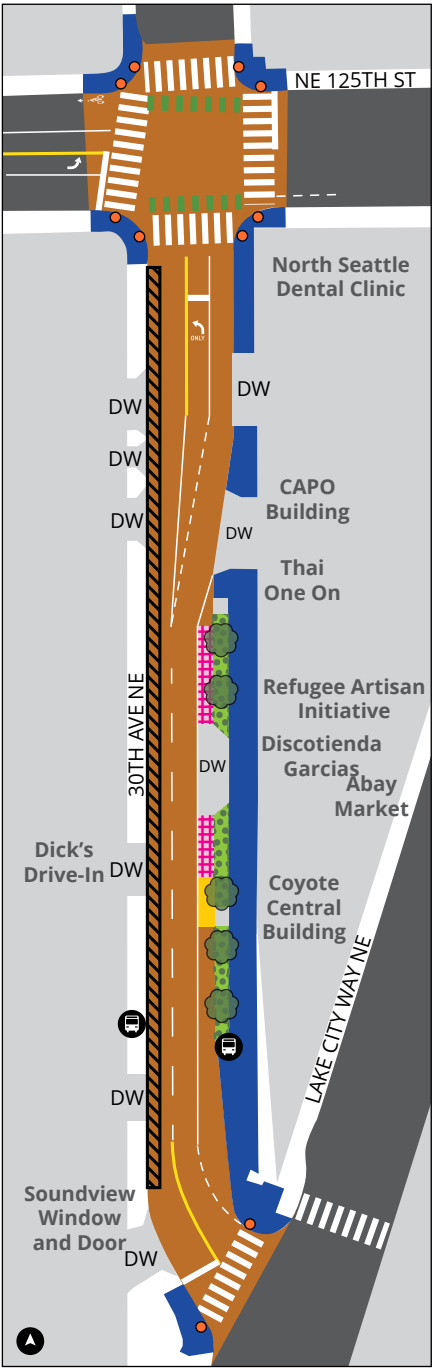 NE 125TH ST
North Seattle
Dental Clinic
ONLY
DW
DW
DW
CAPO
Building
DW
DW
Thai
One On
30TH AVE NE
Refugee Artisan
Initiative
Discotienda
Garcias
DW
Abay
Market
Dick's
Drive-In
DW
Coyote
Central
Building
LAKE CITY WAY NE
DW
Soundview
Window
and Door
DW